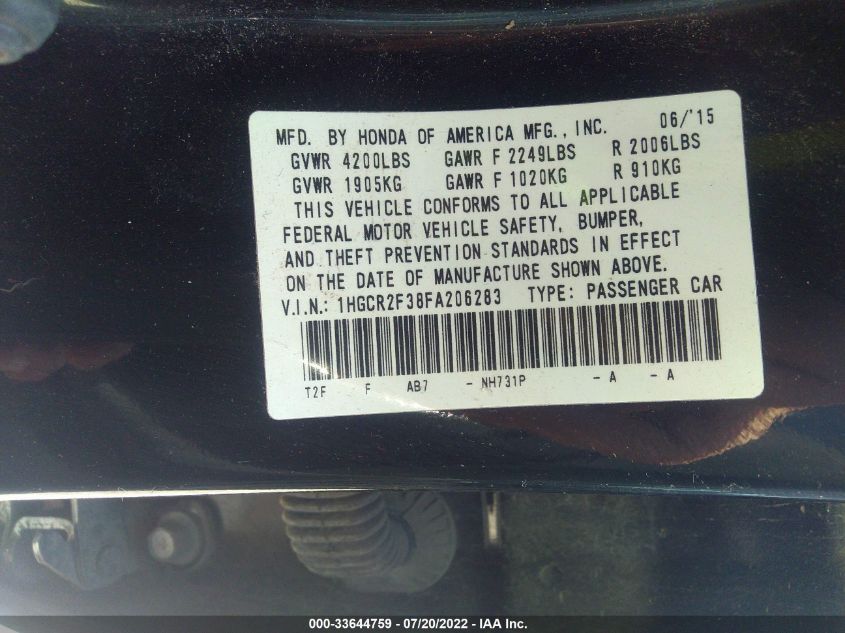 MFD. BY HONDA OF AMERICA MFG., INC. 06/'15
GVWR 4200LBS GAWR F 2249LBS R 2006LBS
GVWR 1905KG GAWR F 1020KG R 910KG
THIS VEHICLE CONFORMS TO ALL APPLICABLE
FEDERAL MOTOR VEHICLE SAFETY, BUMPER,
AND THEFT PREVENTION STANDARDS IN EFFECT
ON THE DATE OF MANUFACTURE SHOWN ABOVE.
V.I.N.: 1HGCR2F38FA206283 TYPE: PASSENGER CAR
T2F F AB7 - NH731P - A - A
000-33644759 - 07/20/2022 - IAA Inc.